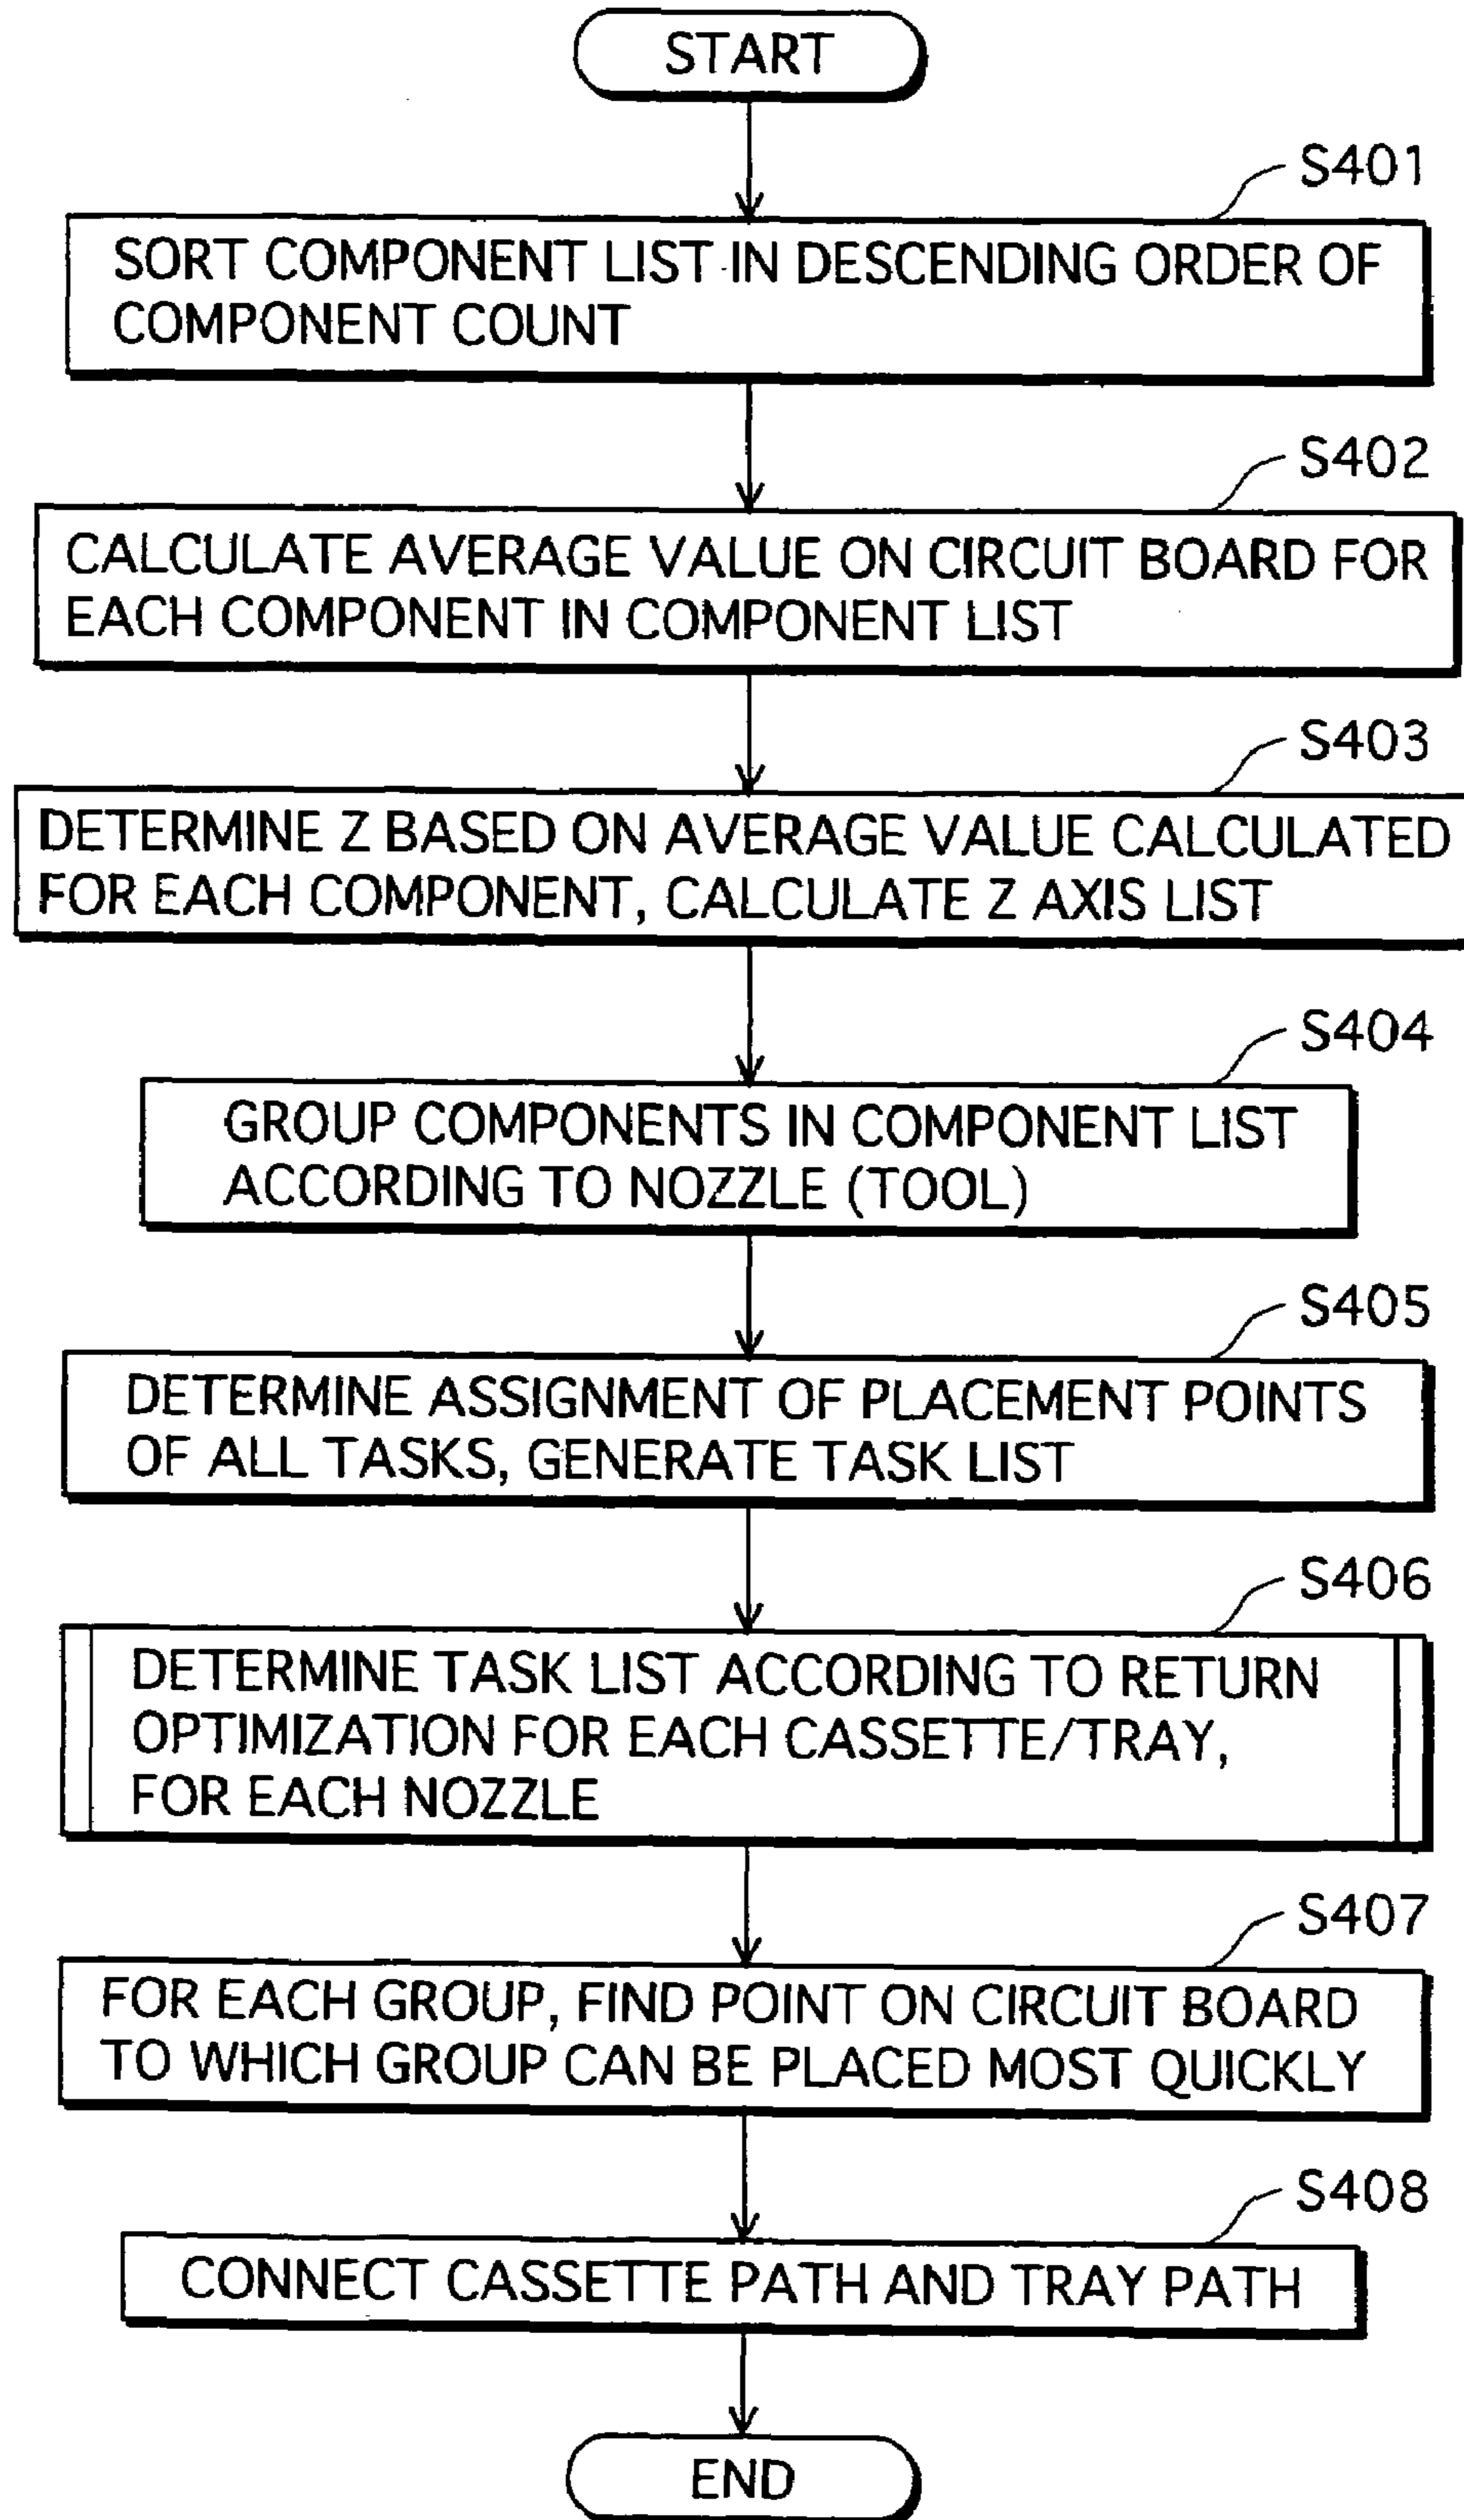 START
S401
SORT COMPONENT LIST IN DESCENDING ORDER OF
COMPONENT COUNT
S402
CALCULATE AVERAGE VALUE ON CIRCUIT BOARD FOR
EACH COMPONENT IN COMPONENT LIST
S403
DETERMINE Z BASED ON AVERAGE VALUE CALCULATED
FOR EACH COMPONENT, CALCULATE Z AXIS LIST
S404
GROUP COMPONENTS IN COMPONENT LIST
ACCORDING TO NOZZLE (TOOL)
S405
DETERMINE ASSIGNMENT OF PLACEMENT POINTS
OF ALL TASKS, GENERATE TASK LIST
S406
DETERMINE TASK LIST ACCORDING TO RETURN
OPTIMIZATION FOR EACH CASSETTE/TRAY,
FOR EACH NOZZLE
S407
FOR EACH GROUP, FIND POINT ON CIRCUIT BOARD
TO WHICH GROUP CAN BE PLACED MOST QUICKLY
S408
CONNECT CASSETTE PATH AND TRAY PATH
END